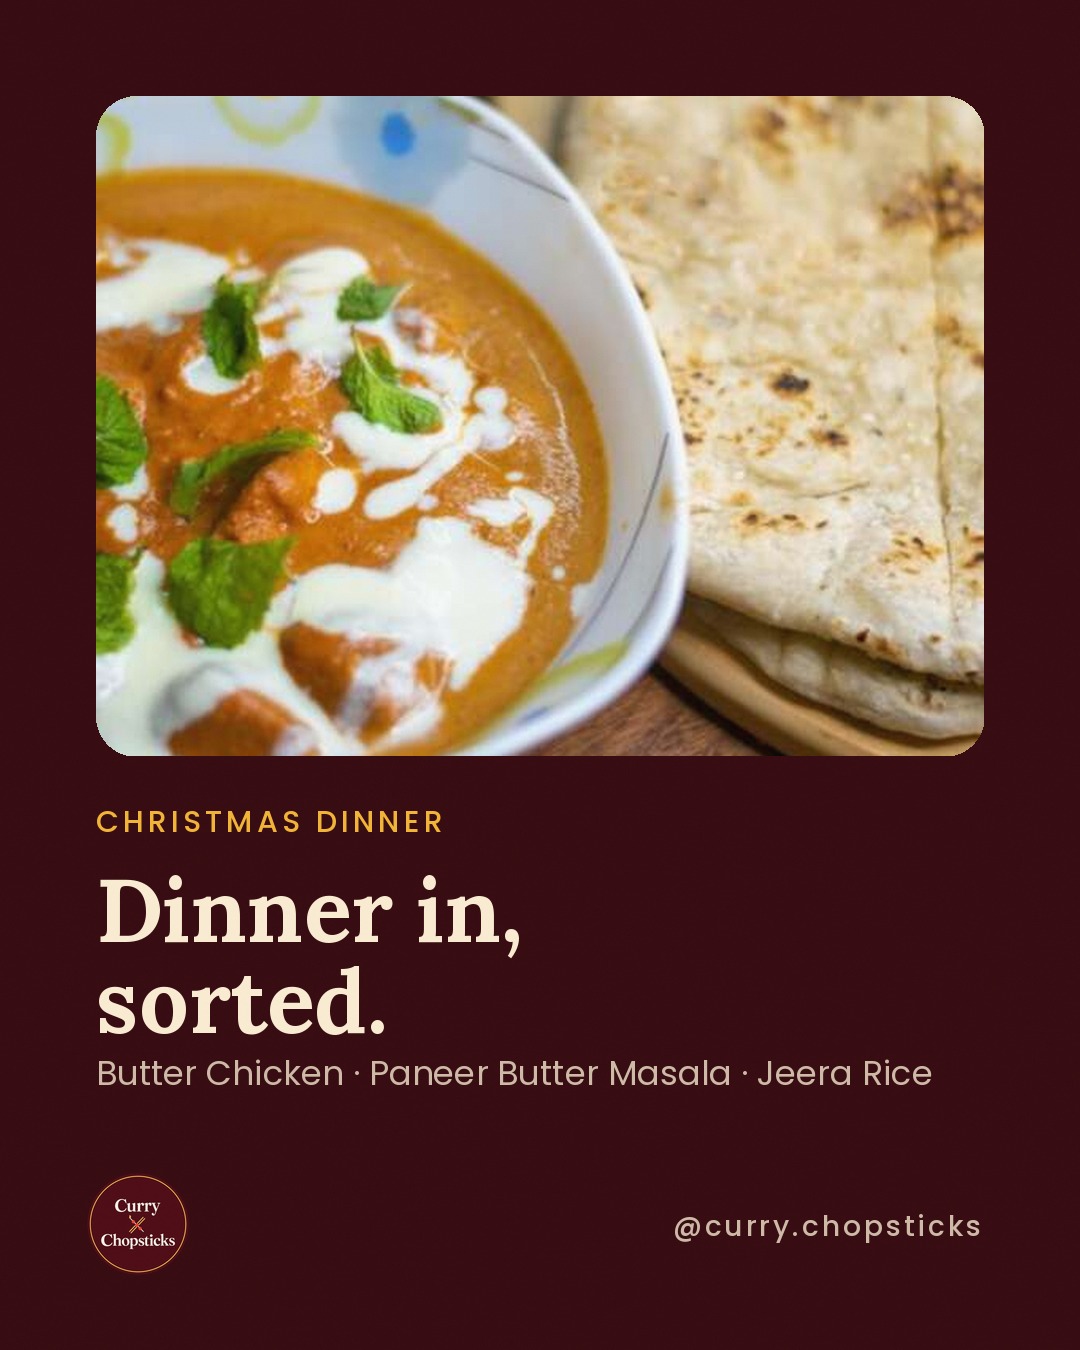 CHRISTMAS DINNER
Dinner in,
sorted.
Butter Chicken · Paneer Butter Masala · Jeera Rice
Curry
Chopsticks
@curry.chopsticks